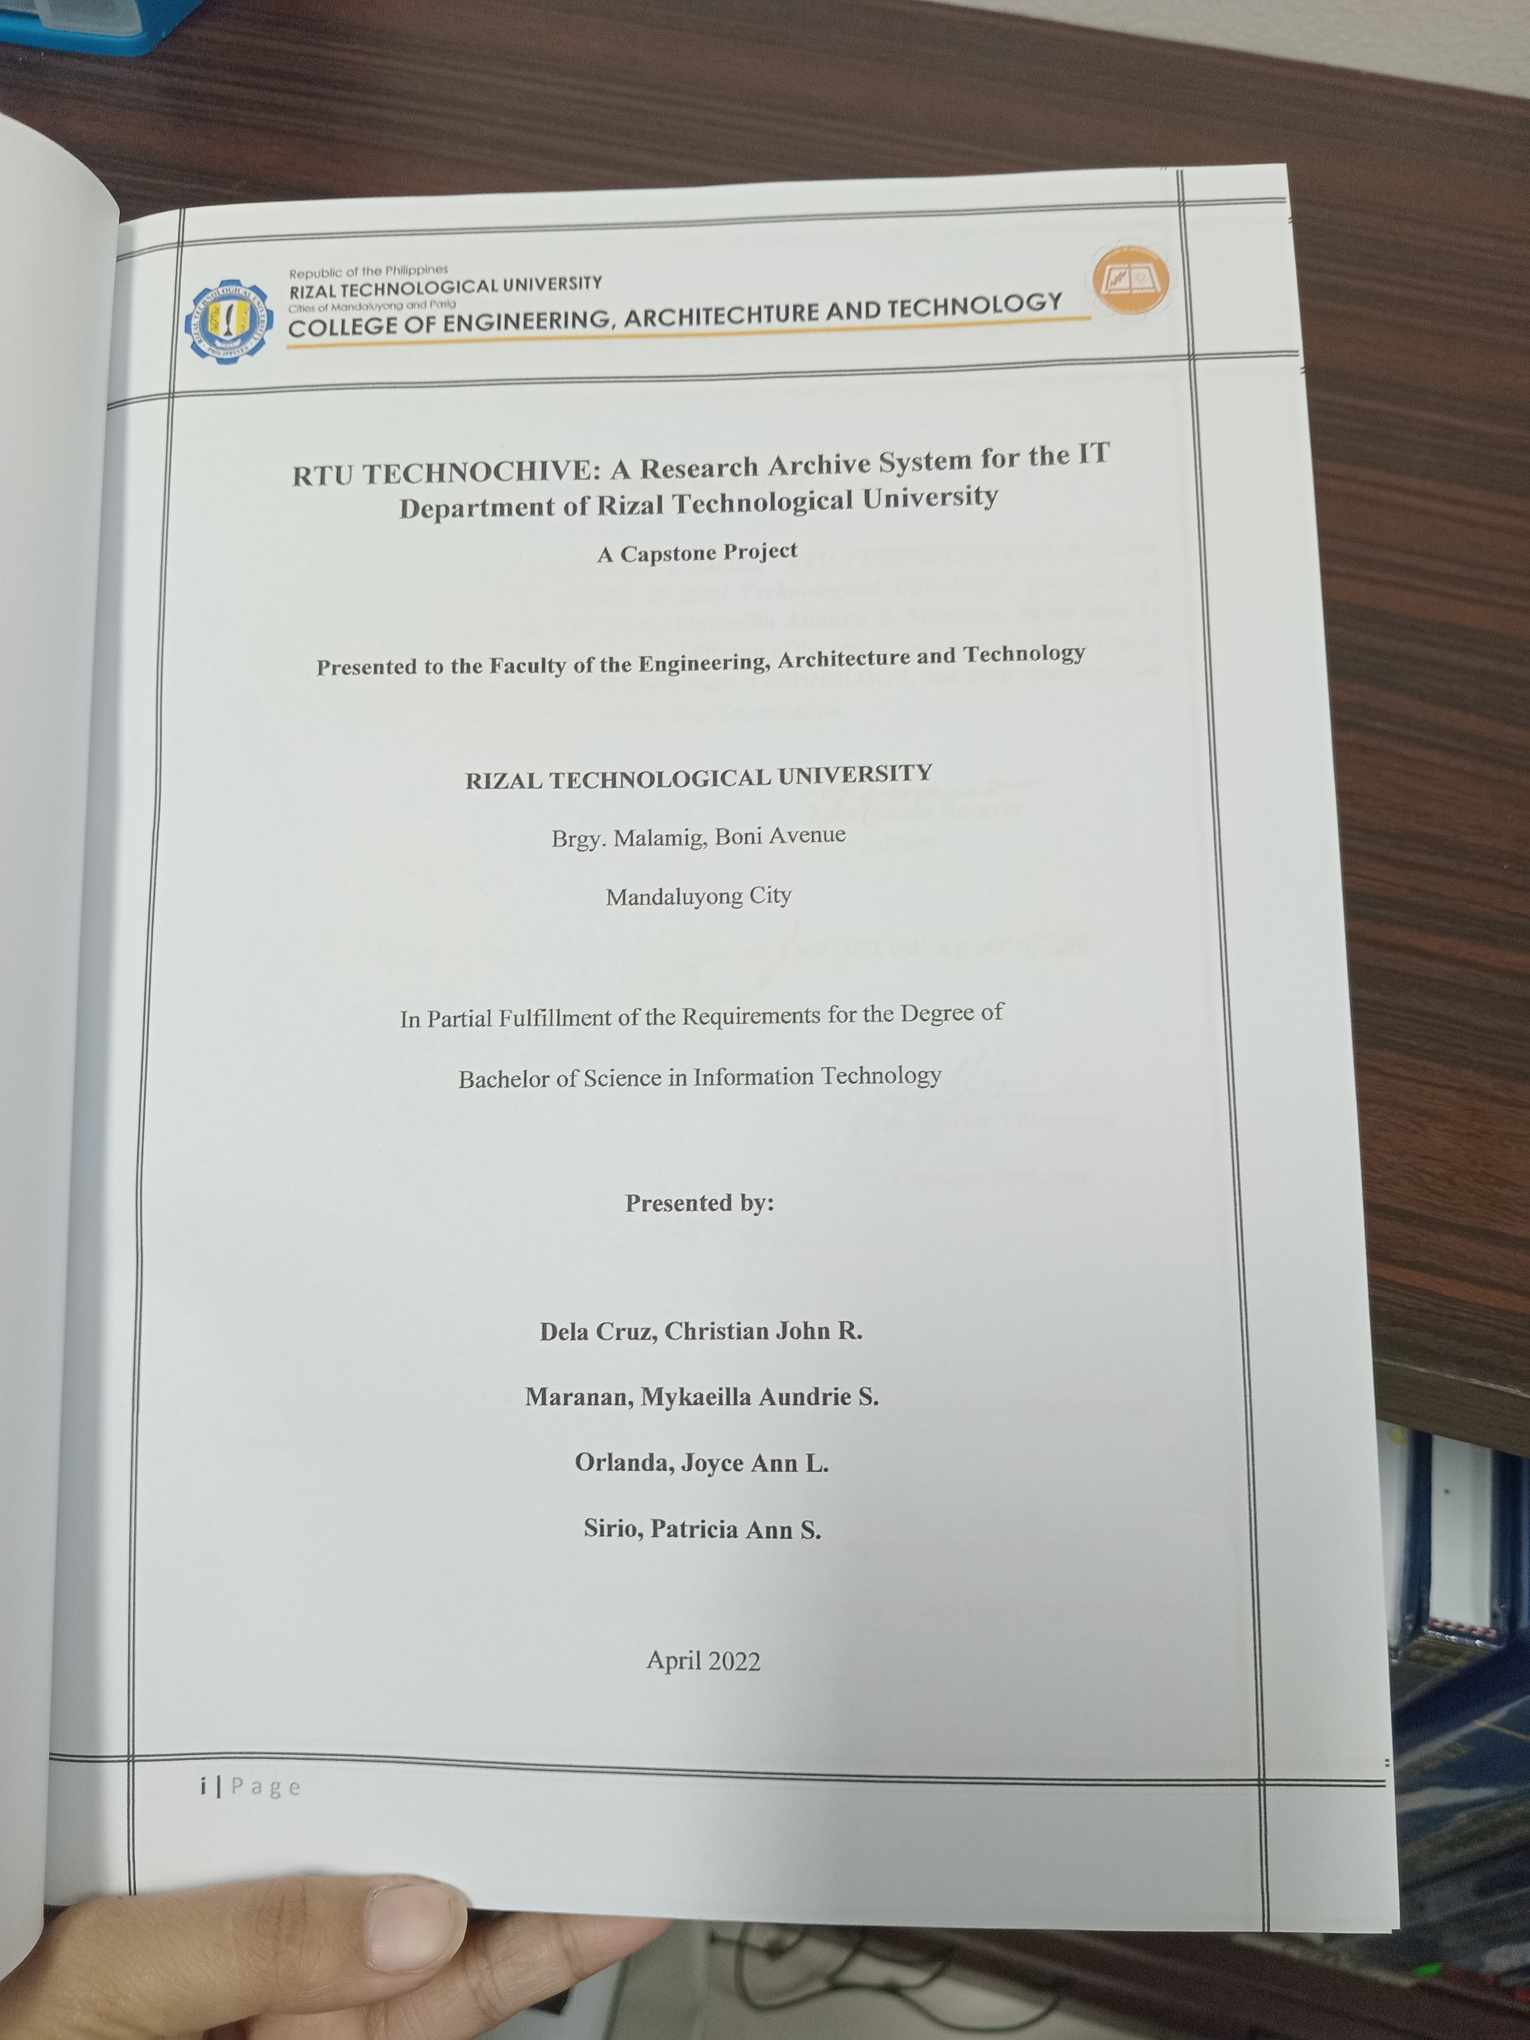 Republic of the Philippines
RIZAL TECHNOLOGICAL UNIVERSITY
Cities of Mandaluyong and Pasig
COLLEGE OF ENGINEERING, ARCHITECHTURE AND TECHNOLOGY
RTU TECHNOCHIVE: A Research Archive System for the IT
Department of Rizal Technological University
A Capstone Project
Presented to the Faculty of the Engineering, Architecture and Technology
RIZAL TECHNOLOGICAL UNIVERSITY
Brgy. Malamig, Boni Avenue
Mandaluyong City
In Partial Fulfillment of the Requirements for the Degree of
Bachelor of Science in Information Technology
Presented by:
Dela Cruz, Christian John R.
Maranan, Mykaeilla Aundrie S.
Orlanda, Joyce Ann L.
Sirio, Patricia Ann S.
April 2022
i | Page